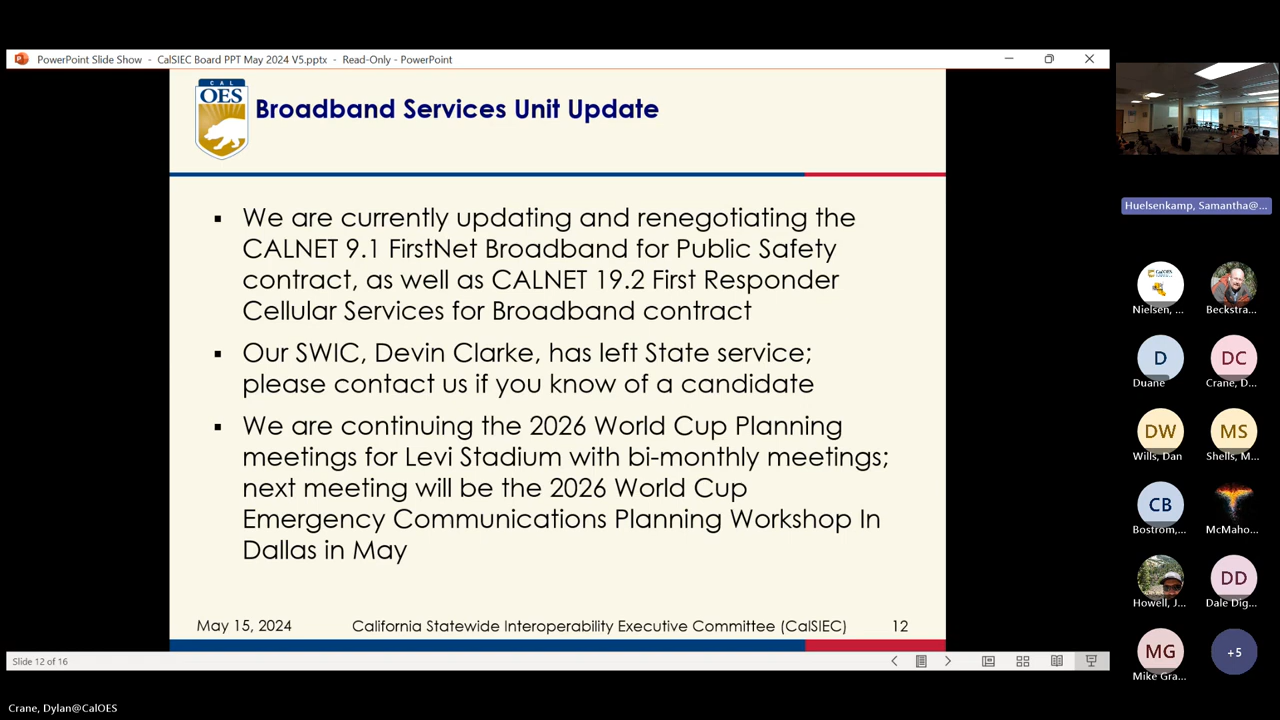 PowerPoint Slide Show - CalSIEC Board PPT May 2024 V5.pptx - Read-Only - PowerPoint
CAL
OES
Broadband Services Unit Update
▪ We are currently updating and renegotiating the
CALNET 9.1 FirstNet Broadband for Public Safety
contract, as well as CALNET 19.2 First Responder
Cellular Services for Broadband contract
▪ Our SWIC, Devin Clarke, has left State service;
please contact us if you know of a candidate
▪ We are continuing the 2026 World Cup Planning
meetings for Levi Stadium with bi-monthly meetings;
next meeting will be the 2026 World Cup
Emergency Communications Planning Workshop In
Dallas in May
May 15, 2024 California Statewide Interoperability Executive Committee (CalSIEC) 12
Slide 12 of 16
Crane, Dylan@CalOES
Huelsenkamp, Samantha@...
CalOES
Nielsen, ... Beckstra...
D DC
Duane Crane, D...
DW MS
Wills, Dan Shells, M...
CB
Bostrom,... McMaho...
DD
Howell, J... Dale Dig...
MG +5
Mike Gra...